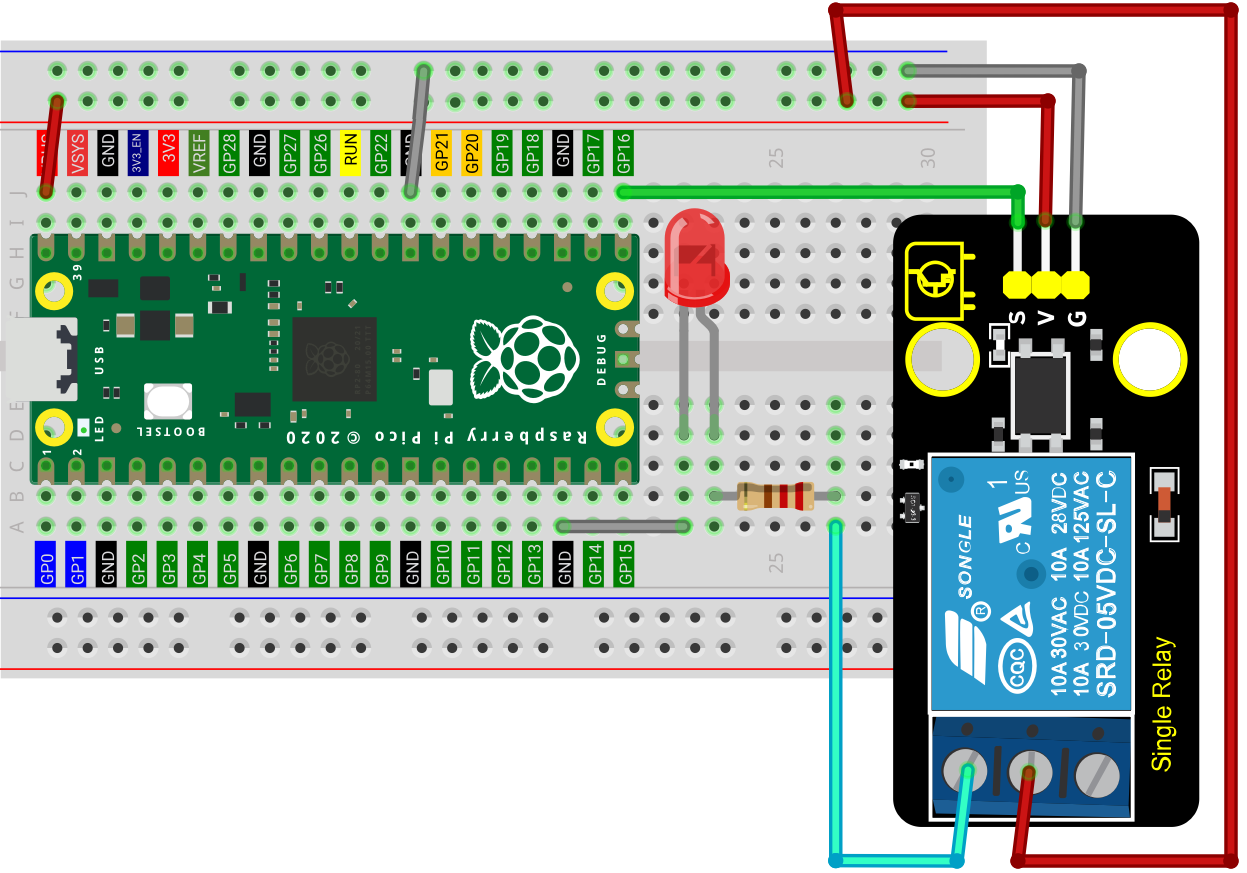 VSYS
GND
3V3_EN
3V3
VREF
GP28
GND
GP27
GP26
RUN
GP22
GP21
GP20
GP19
GP18
GND
GP17
GP16
25
30
J
I
H
G
39
USB
DEBUG
LED
BOOTSEL
Raspberry Pi Pico © 2020
1
2
E
D
C
B
A
GP0
GP1
GND
GP2
GP3
GP4
GP5
GND
GP6
GP7
GP8
GP9
GND
GP10
GP11
GP12
GP13
GND
GP14
GP15
25
S
V
G
SONGLE
®
1
c RU US
CQC
10A 30VAC 10A 28VDC
10A 3 0VDC 10A 125VAC
SRD-05VDC-SL-C
Single Relay